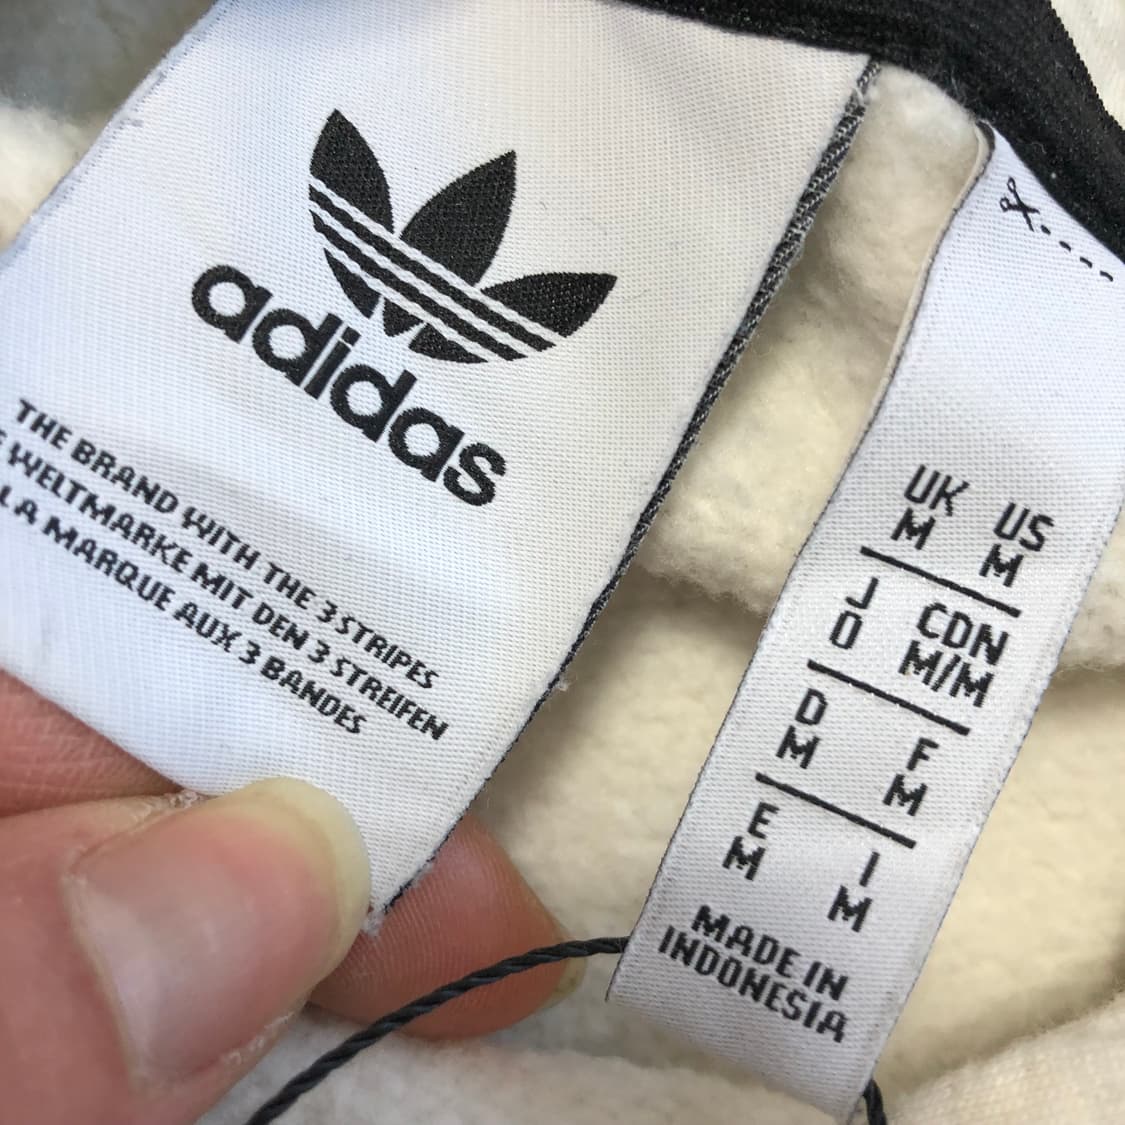 adidas
THE BRAND WITH THE 3 STRIPES
WELTMARKE MIT DEN 3 STREIFEN
LA MARQUE AUX 3 BANDES
UK US
M M
J CDN
O M/M
D F
M M
E I
M M
MADE IN
INDONESIA